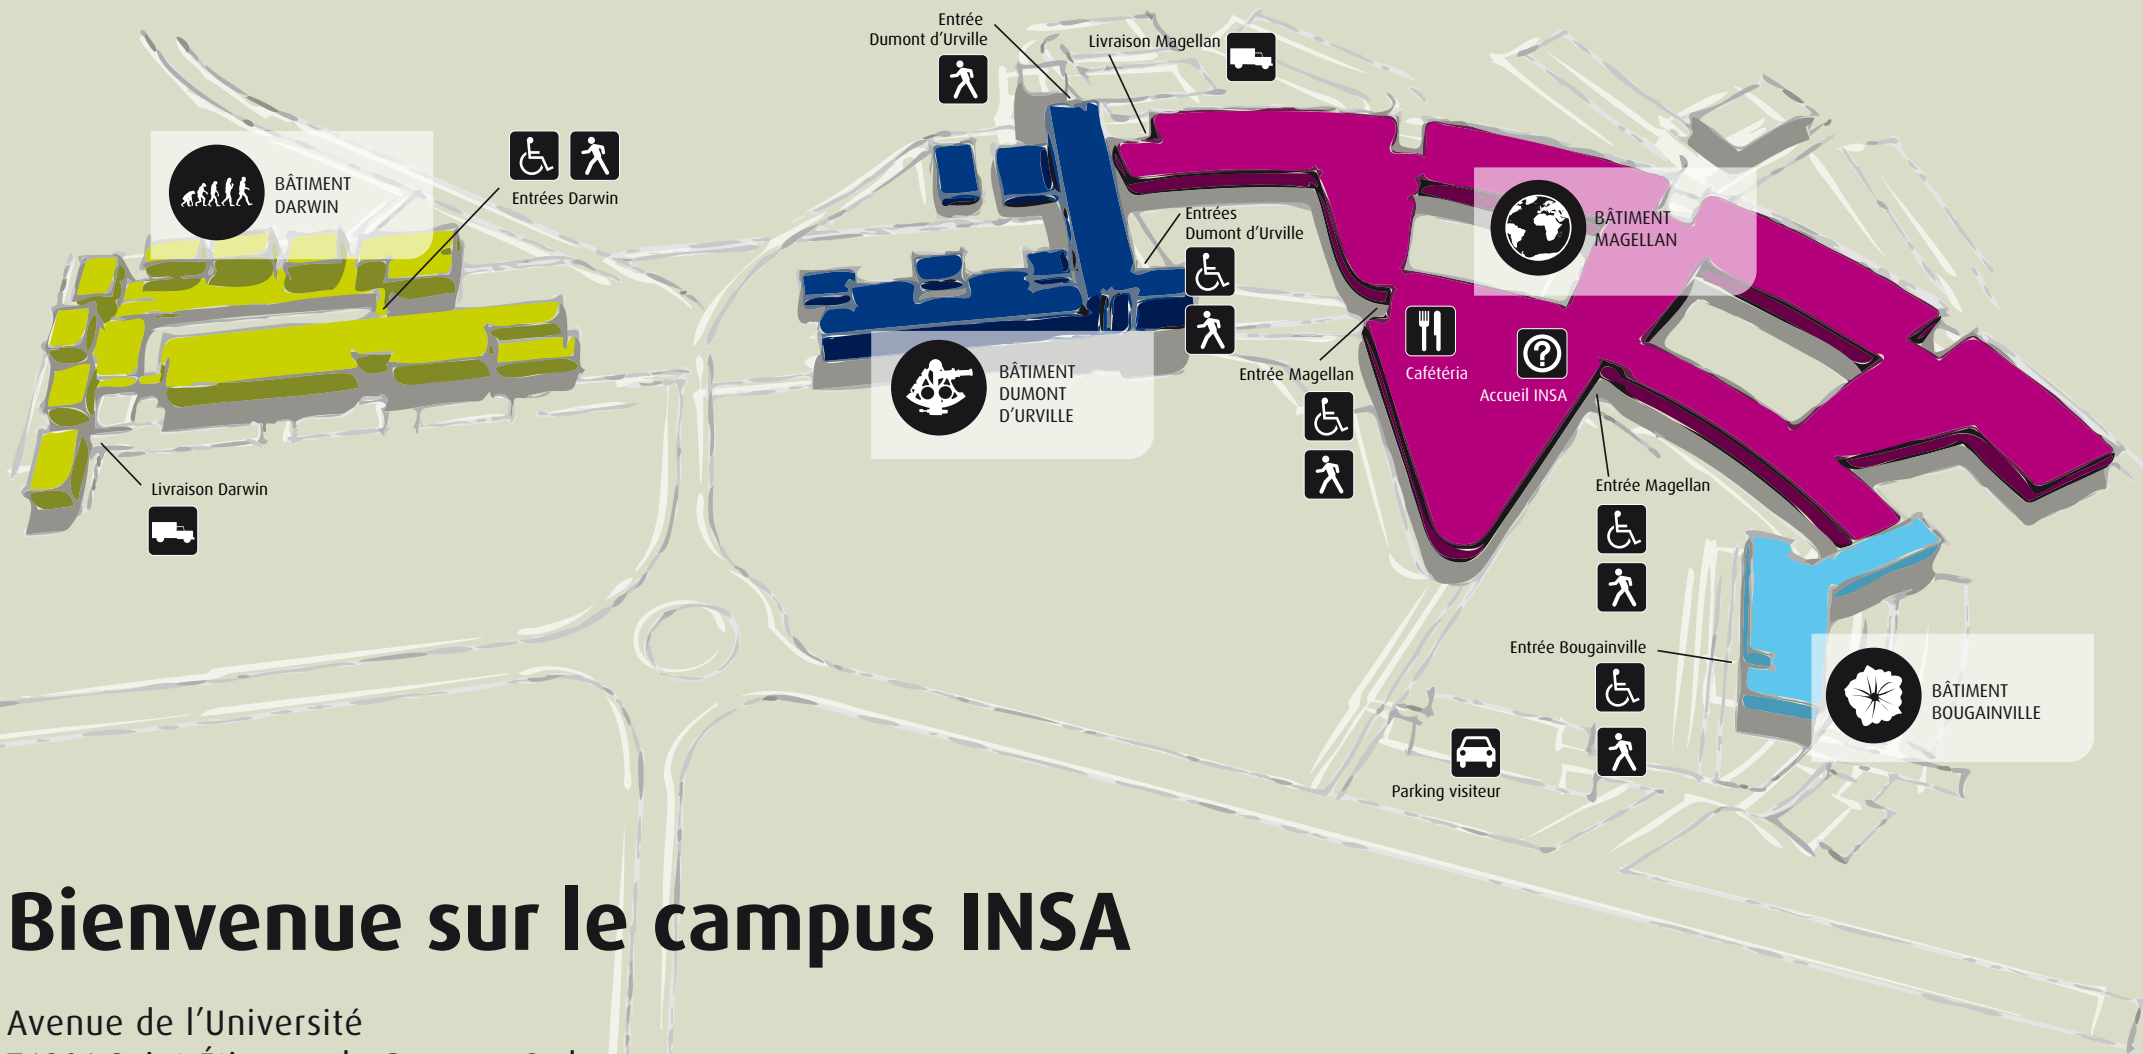 Entrée
Dumont d'Urville
Livraison Magellan
BÂTIMENT
DARWIN
Entrées Darwin
Entrées
Dumont d'Urville
BÂTIMENT
MAGELLAN
BÂTIMENT
DUMONT
D'URVILLE
Entrée Magellan
Cafétéria
Accueil INSA
Livraison Darwin
Entrée Magellan
Entrée Bougainville
BÂTIMENT
BOUGAINVILLE
Parking visiteur
Bienvenue sur le campus INSA
Avenue de l'Université